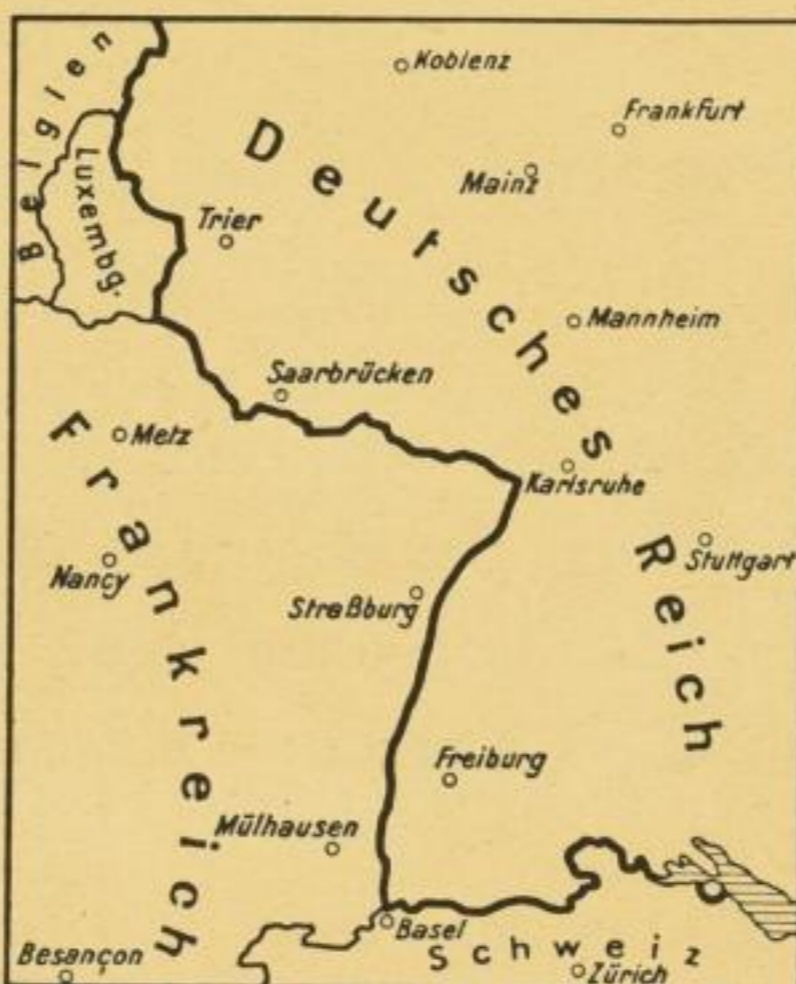 Belgien
Koblenz
Frankfurt
Deutsches
Luxembg.
Mainz
Trier
Mannheim
Saarbrücken
Frankreich
Metz
Karlsruhe
Reich
Stuttgart
Nancy
Straßburg
Freiburg
Mülhausen
Basel
Schweiz
Besançon
Zürich